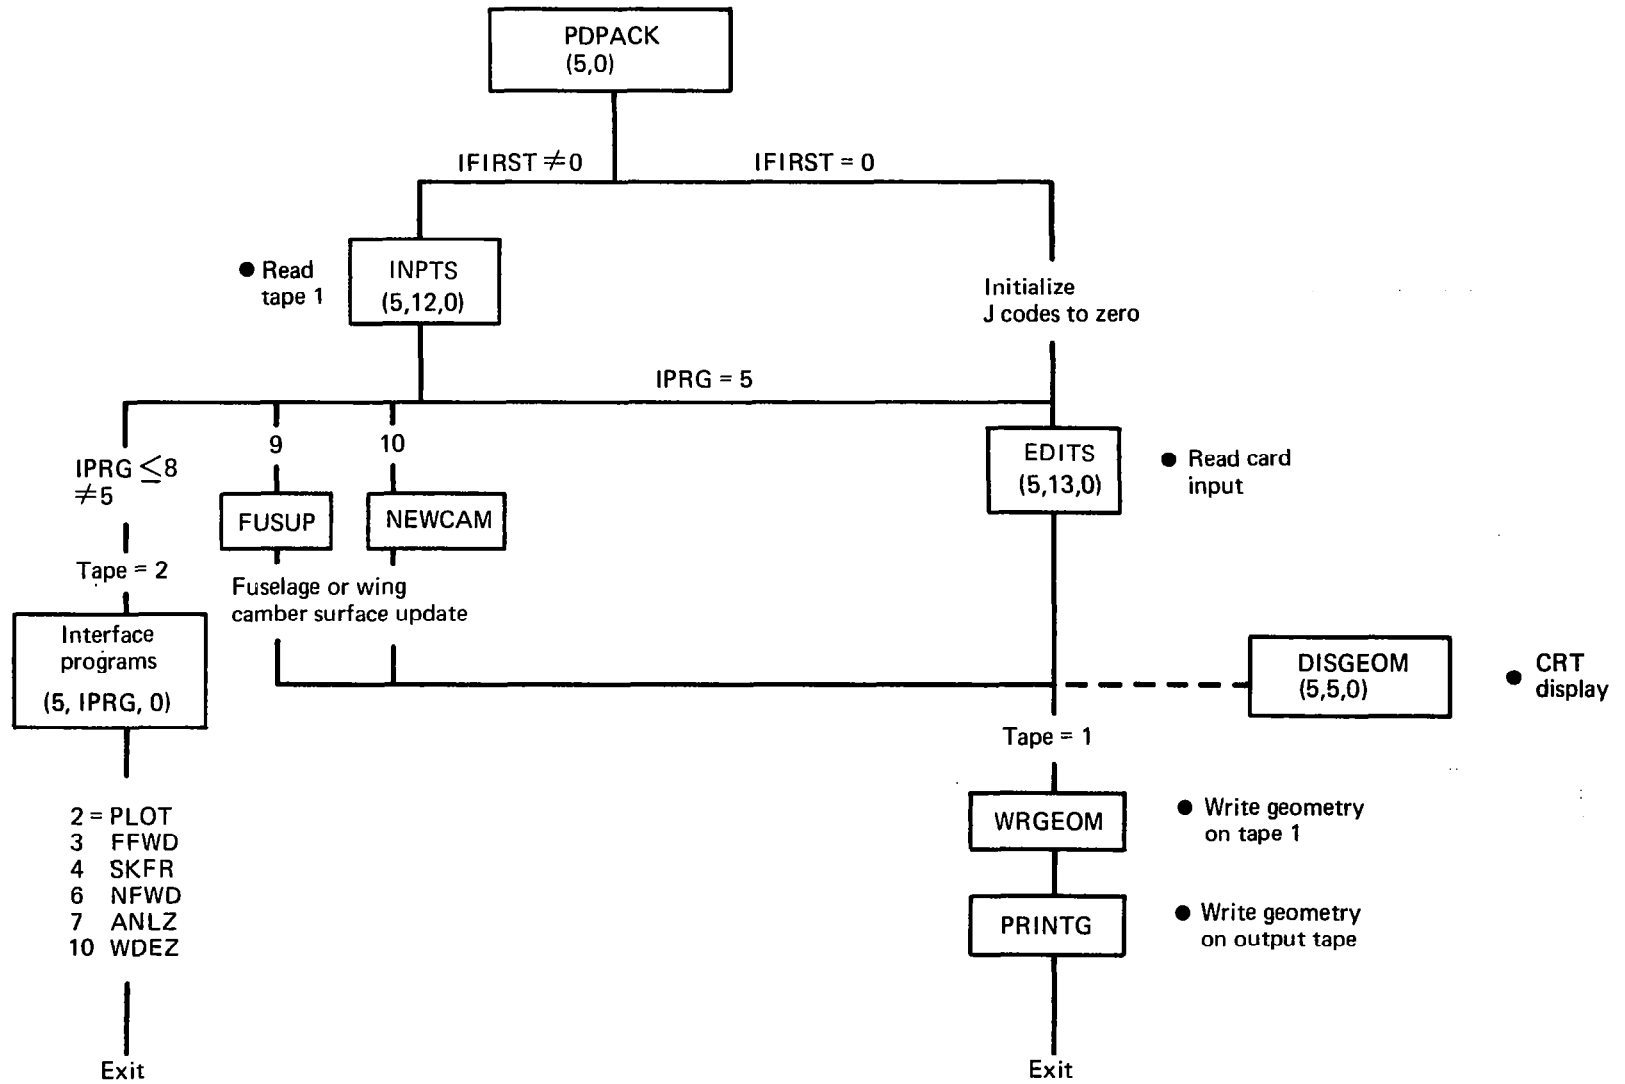 PDPACK
(5,0)
IFIRST ≠ 0
IFIRST = 0
● Read
tape 1
INPTS
(5,12,0)
Initialize
J codes to zero
IPRG = 5
9
10
IPRG ≤ 8
≠ 5
EDITS
(5,13,0)
● Read card
input
FUSUP
NEWCAM
Tape = 2
Fuselage or wing
camber surface update
Interface
programs
(5, IPRG, 0)
DISGEOM
(5,5,0)
● CRT
display
Tape = 1
2 = PLOT
3 FFWD
4 SKFR
6 NFWD
7 ANLZ
10 WDEZ
WRGEOM
● Write geometry
on tape 1
PRINTG
● Write geometry
on output tape
Exit
Exit